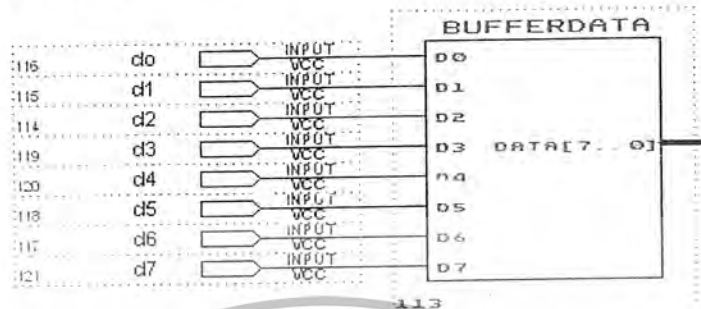 BUFFERDATA
116 do INPUT VCC D0
115 d1 INPUT VCC D1
114 d2 INPUT VCC D2
119 d3 INPUT VCC D3 DATA[7..0]
120 d4 INPUT VCC D4
118 d5 INPUT VCC D5
117 d6 INPUT VCC D6
121 d7 INPUT VCC D7
113